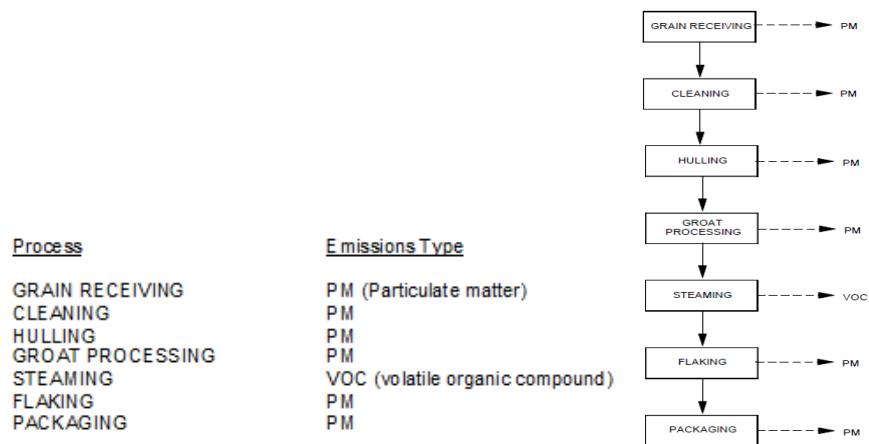 Process Emissions Type
GRAIN RECEIVING PM (Particulate matter)
CLEANING PM
HULLING PM
GROAT PROCESSING PM
STEAMING VOC (volatile organic compound)
FLAKING PM
PACKAGING PM
GRAIN RECEIVING PM
CLEANING PM
HULLING PM
GROAT
PROCESSING PM
STEAMING VOC
FLAKING PM
PACKAGING PM